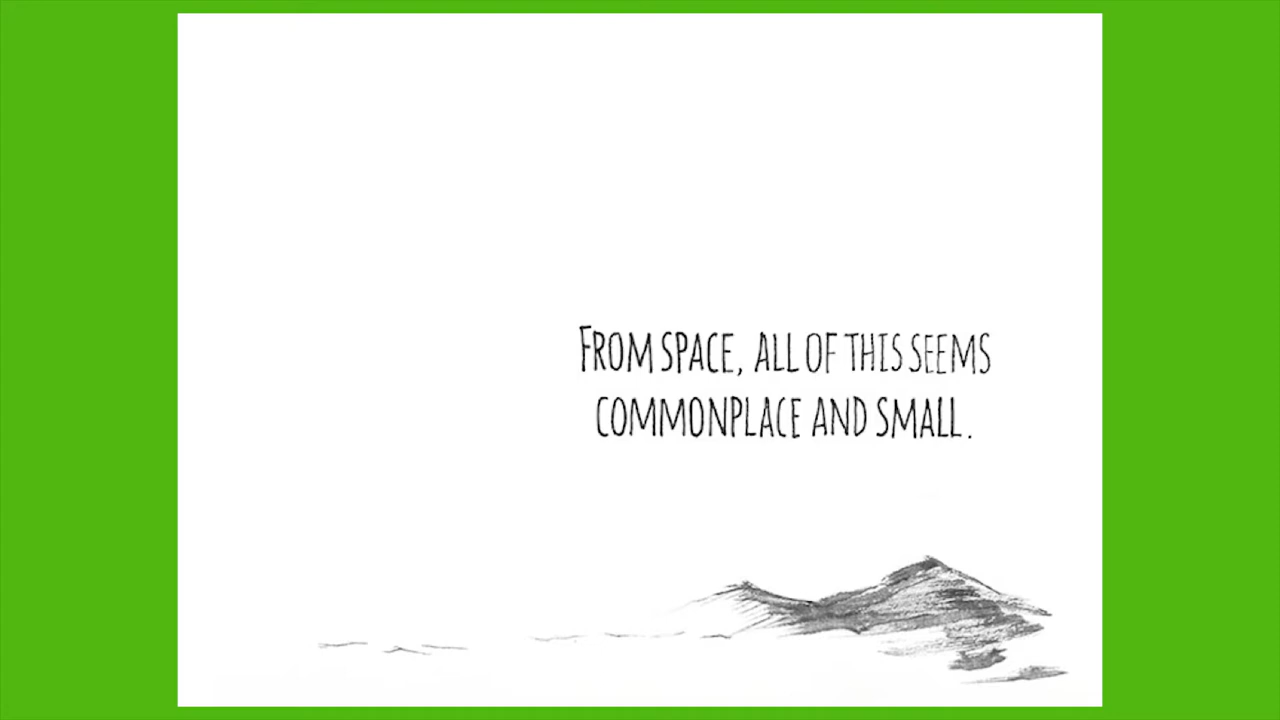 From space, all of this seems
commonplace and small.